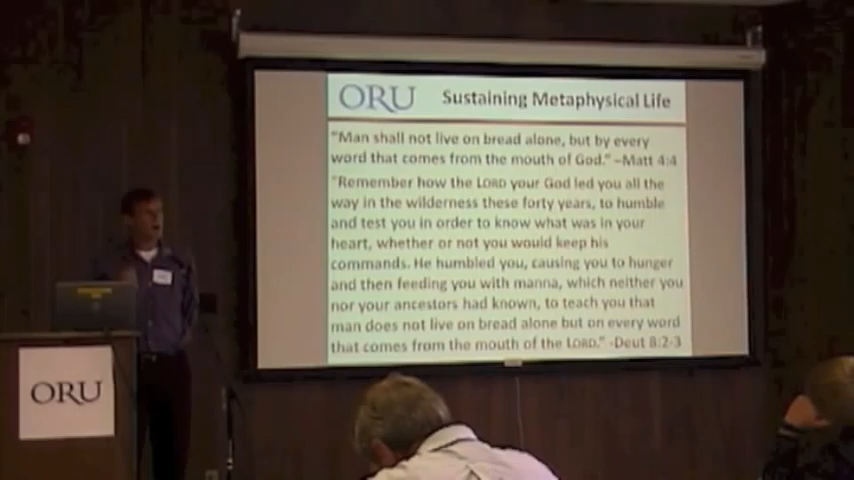 ORU Sustaining Metaphysical Life
"Man shall not live on bread alone, but by every
word that comes from the mouth of God." –Matt 4:4
"Remember how the LORD your God led you all the
way in the wilderness these forty years, to humble
and test you in order to know what was in your
heart, whether or not you would keep his
commands. He humbled you, causing you to hunger
and then feeding you with manna, which neither you
nor your ancestors had known, to teach you that
man does not live on bread alone but on every word
that comes from the mouth of the LORD." -Deut 8:2-3
ORU